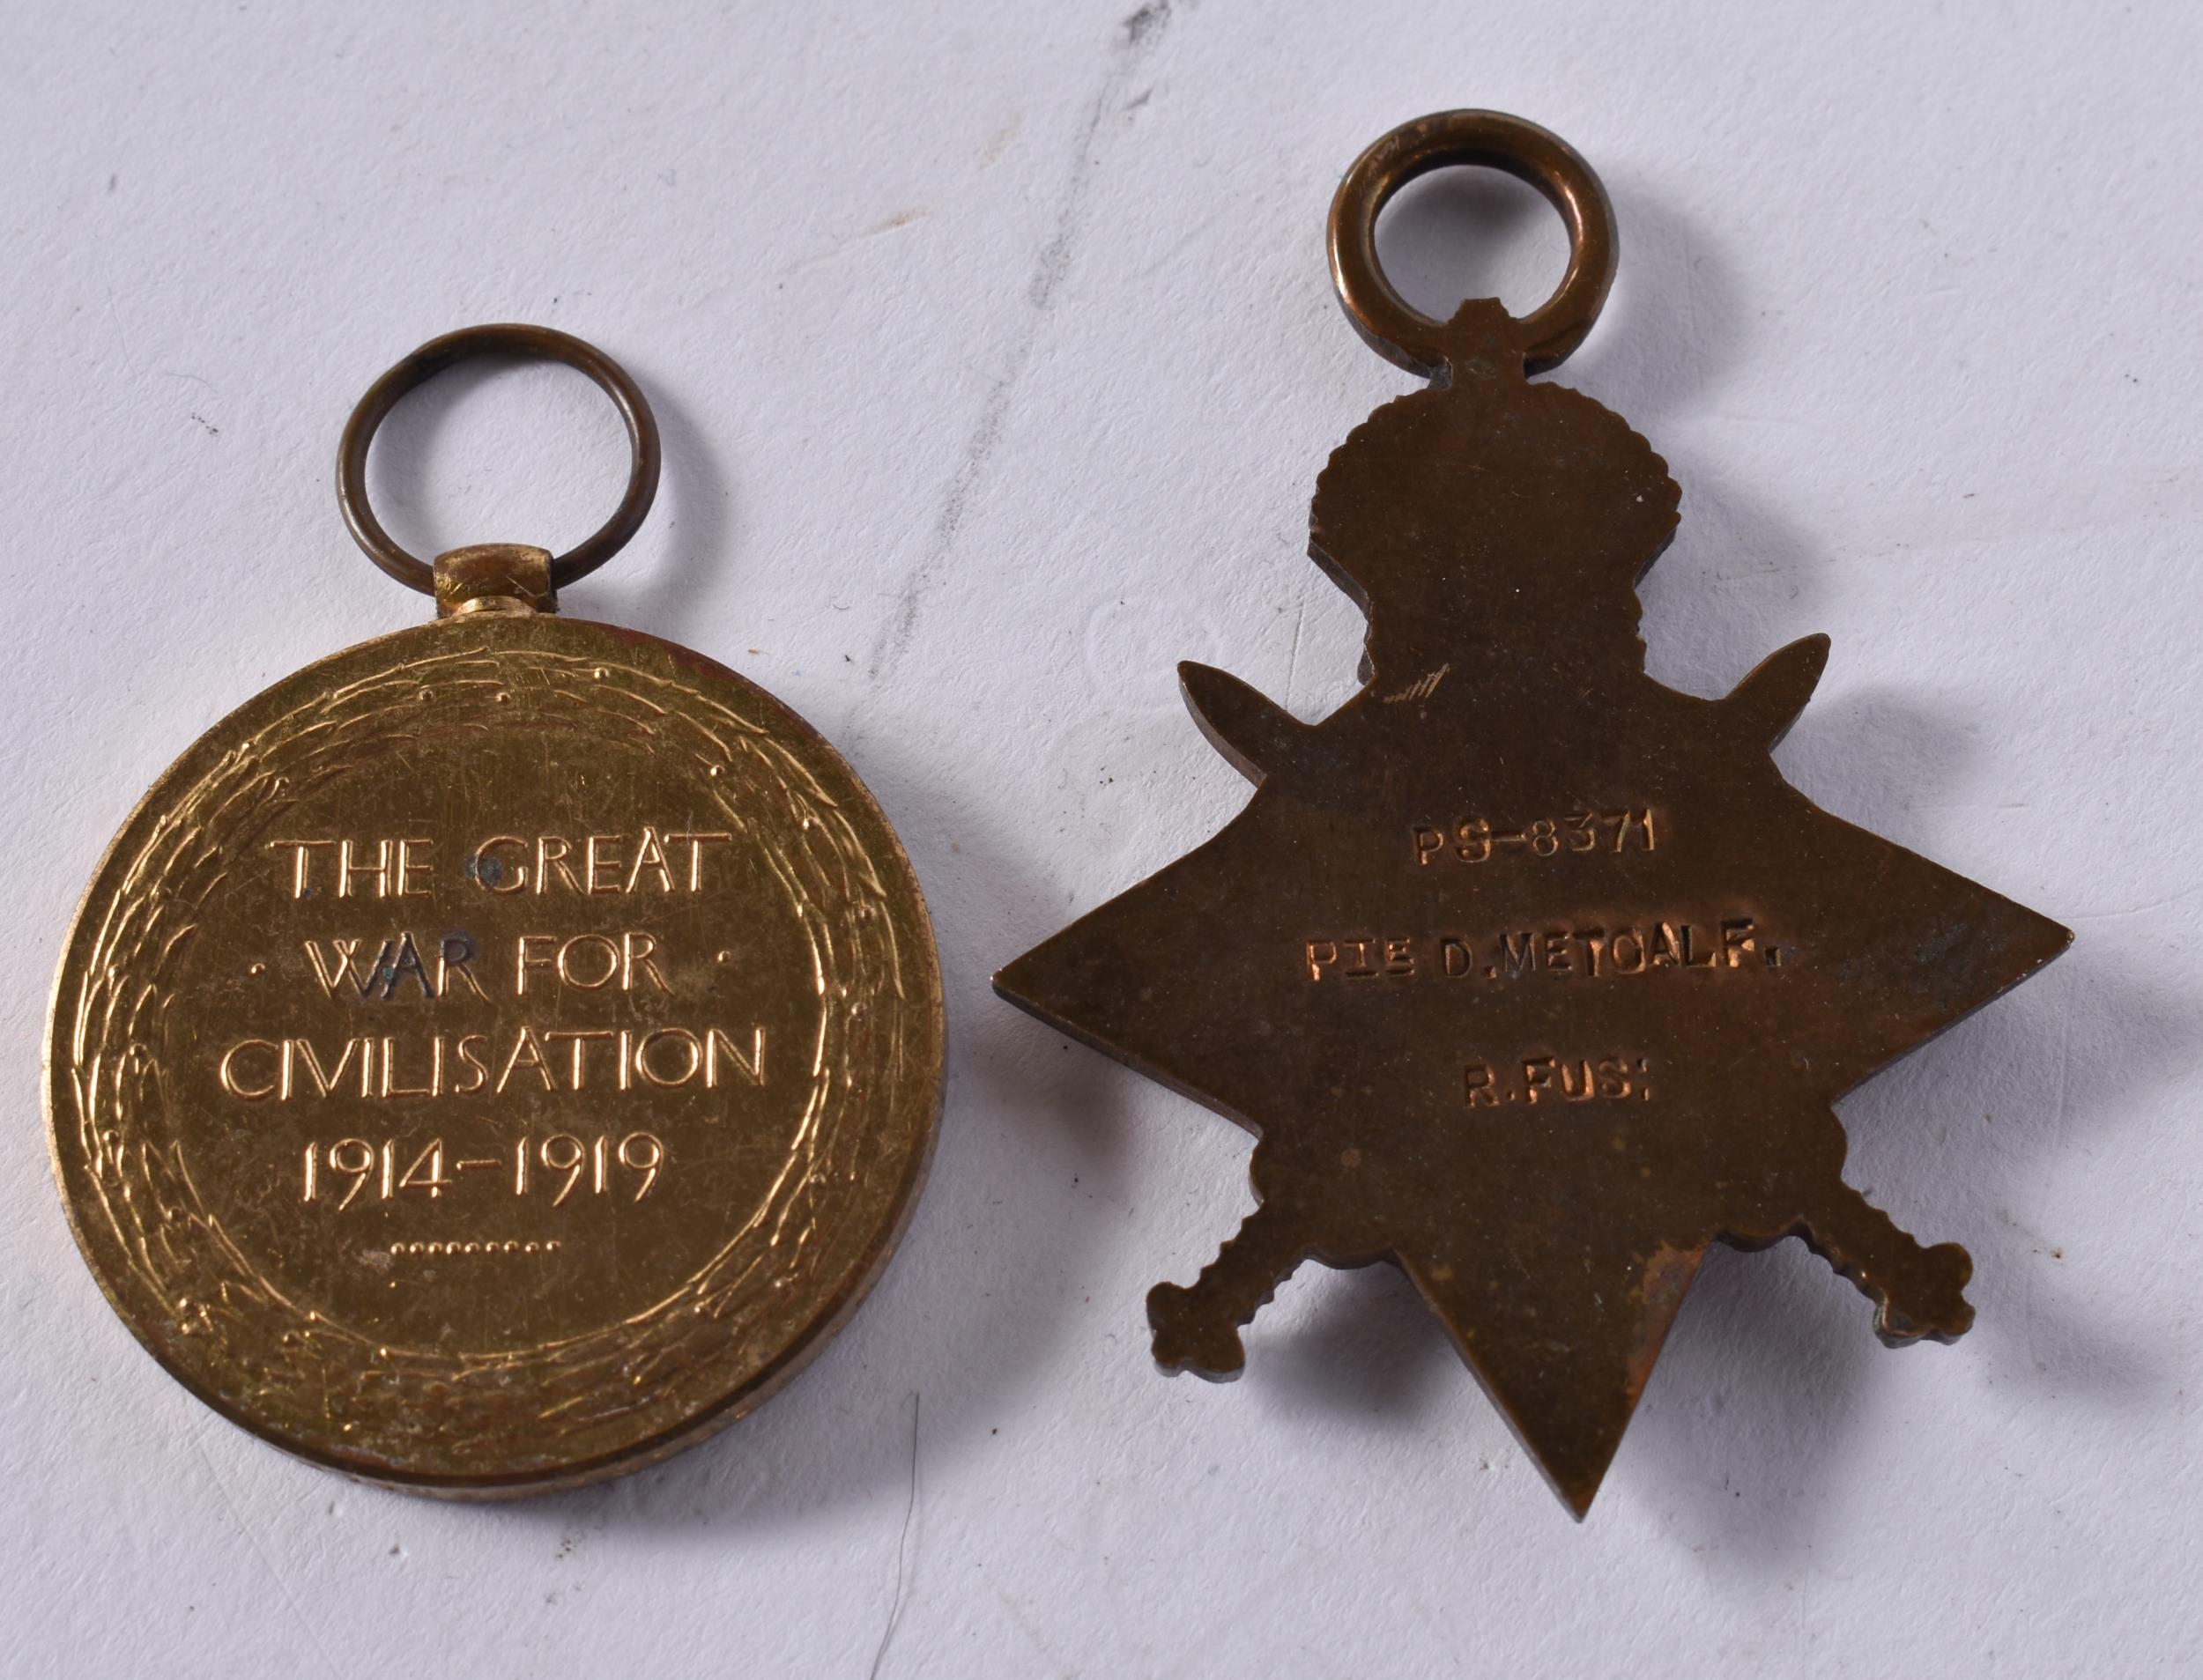 THE GREAT
· WAR FOR ·
CIVILISATION
1914–1919
PS–8371
PTE D.METCALF.
R.FUS: